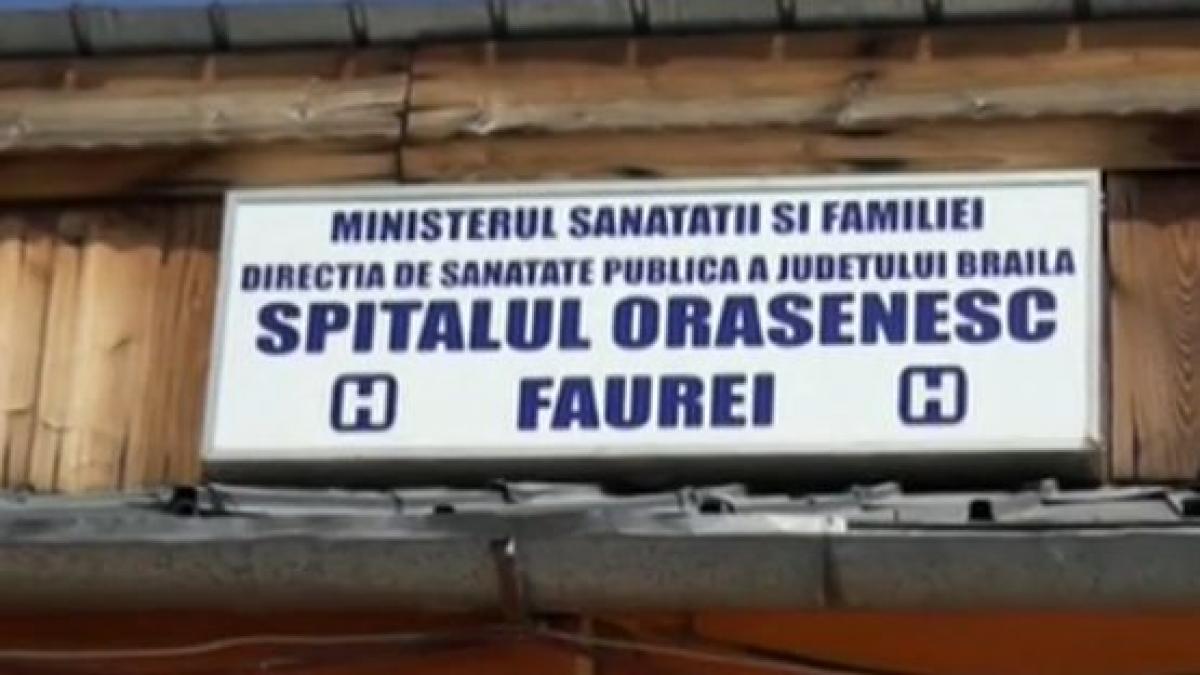 MINISTERUL SANATATII SI FAMILIEI
DIRECTIA DE SANATATE PUBLICA A JUDETULUI BRAILA
SPITALUL ORASENESC
H FAUREI H